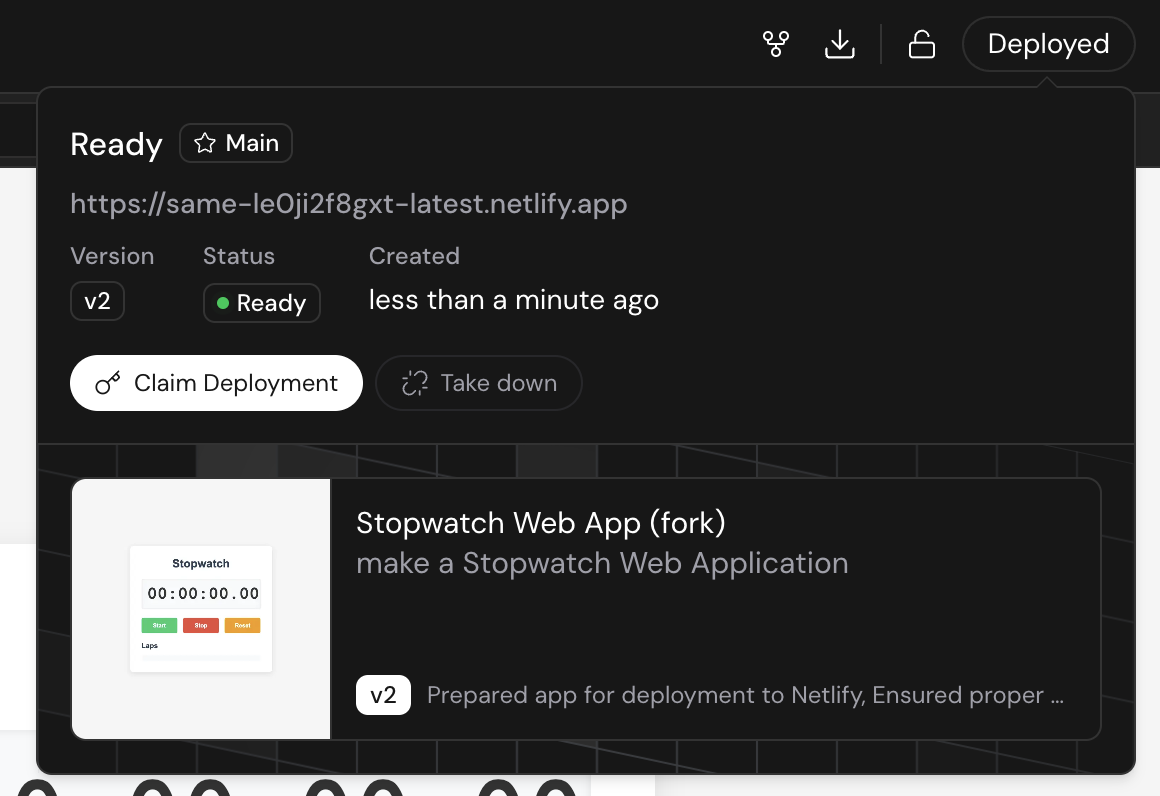 Deployed
Ready Main
https://same-le0ji2f8gxt-latest.netlify.app
Version Status Created
v2 Ready less than a minute ago
Claim Deployment Take down
Stopwatch Web App (fork)
make a Stopwatch Web Application
Stopwatch
00:00:00.00
Start Stop Reset
Laps
v2 Prepared app for deployment to Netlify, Ensured proper ...